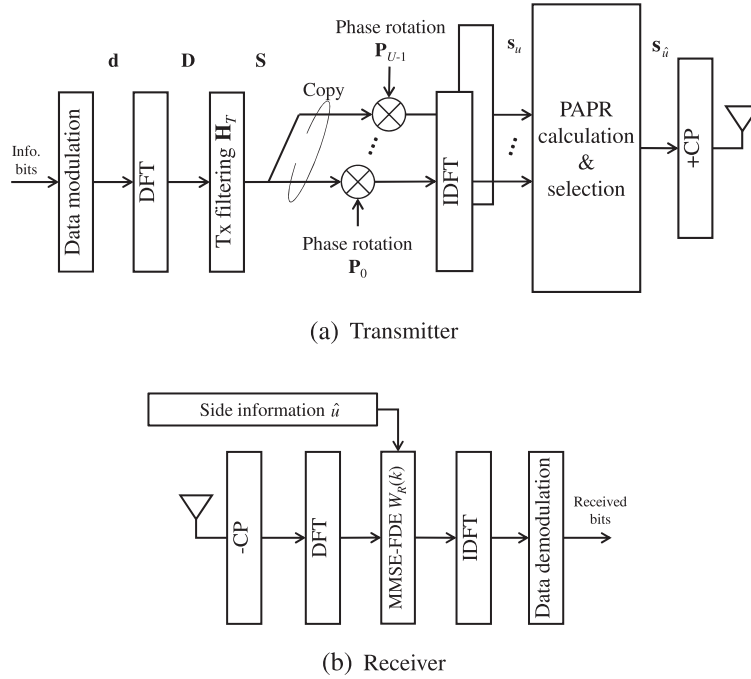 Phase rotation
P_{U-1}
d
D
S
s_u
s_û
Copy
Info.
bits
Data modulation
DFT
Tx filtering H_T
...
IDFT
...
PAPR
calculation
&
selection
+CP
Phase rotation
P_0
(a) Transmitter
Side information û
-CP
DFT
MMSE-FDE W_R(k)
IDFT
Data demodulation
Received
bits
(b) Receiver